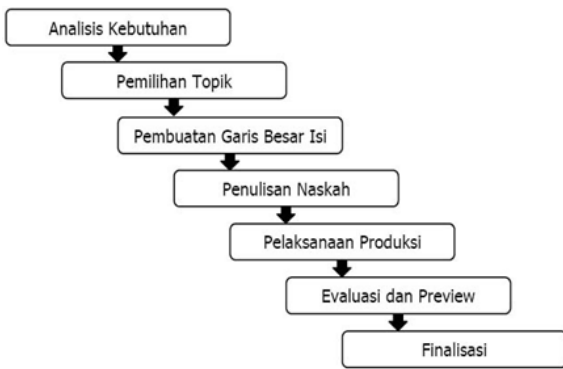 Analisis Kebutuhan
Pemilihan Topik
Pembuatan Garis Besar Isi
Penulisan Naskah
Pelaksanaan Produksi
Evaluasi dan Preview
Finalisasi